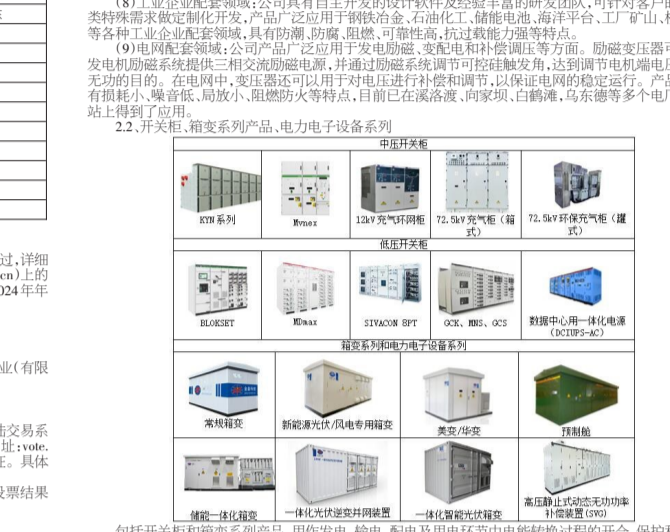 (8)工业企业配套领域:公司具有自主开发的设计软件及经验丰富的研发团队,可针对客户的
类特殊需求做定制化开发,产品广泛应用于钢铁冶金、石油化工、储能电池、海洋平台、工厂矿山、
等各种工业企业配套领域,具有防潮、防腐、阻燃、可靠性高,抗过载能力强等特点。
(9)电网配套领域:公司产品广泛应用于发电励磁、变配电和补偿调压等方面。励磁变压器可
发电机励磁系统提供三相交流励磁电源,并通过励磁系统调节可控硅触发角,达到调节电机端电压
无功的目的。在电网中,变压器还可以用于对电压进行补偿和调节,以保证电网的稳定运行。产品
有损耗小、噪音低、局放小、阻燃防火等特点,目前已在溪洛渡、向家坝、白鹤滩,乌东德等多个电厂
站上得到了应用。
2.2、开关柜、箱变系列产品、电力电子设备系列
中压开关柜
KYN系列
Mvnex
12kV充气环网柜
72.5kV充气柜(箱
式)
72.5kV环保充气柜(罐
式)
低压开关柜
BLOKSET
MDmax
SIVACON 8PT
GCK、MNS、GCS
数据中心用一体化电源
(DCIUPS-AC)
箱变系列和电力电子设备系列
常规箱变
新能源光伏/风电专用箱变
美变/华变
预制舱
储能一体化箱变
一体化光伏逆变并网装置
一体化智能光伏箱变
高压静止式动态无功功率
补偿装置(SVG)
包括开关柜和箱变系列产品,用作发电、输电、配电及用电环节中电能转换过程的开合、保护
过,详细
cn)上的
024年年
业(有限
陆交易系
址:vote.
证。具体
投票结果